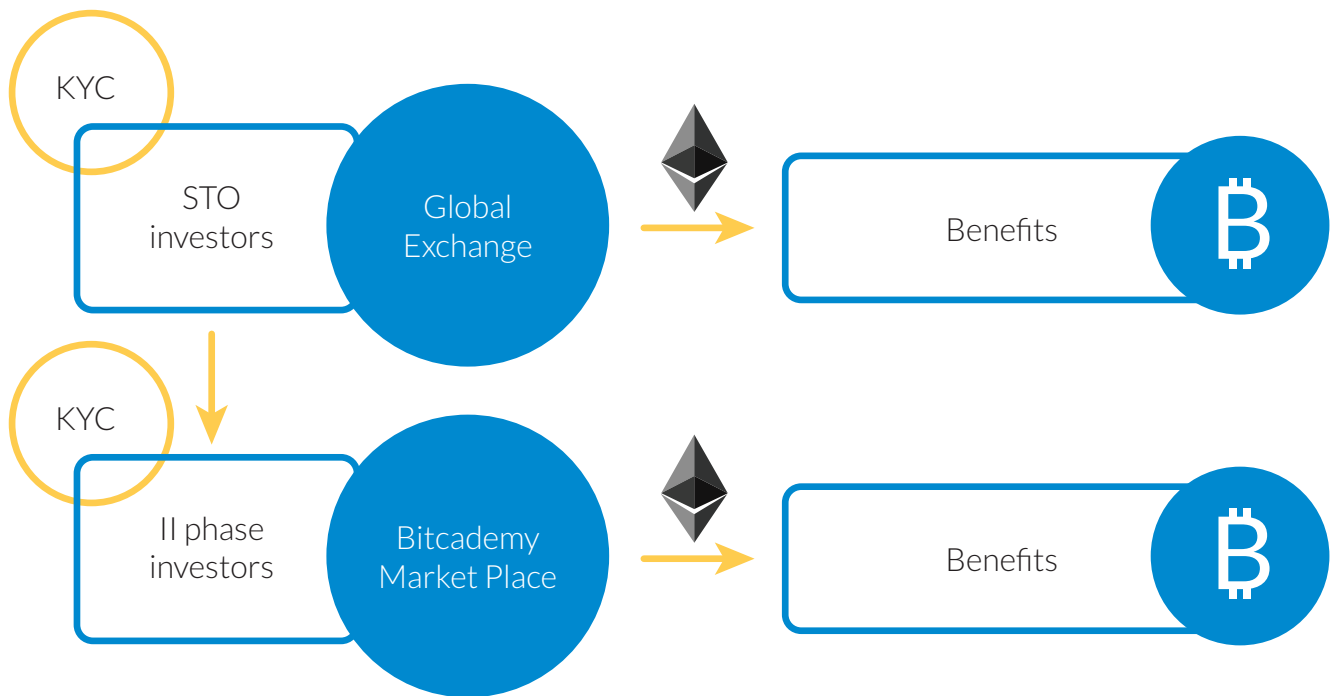 KYC
STO
investors
Global
Exchange
Benefits
KYC
II phase
investors
Bitcademy
Market Place
Benefits